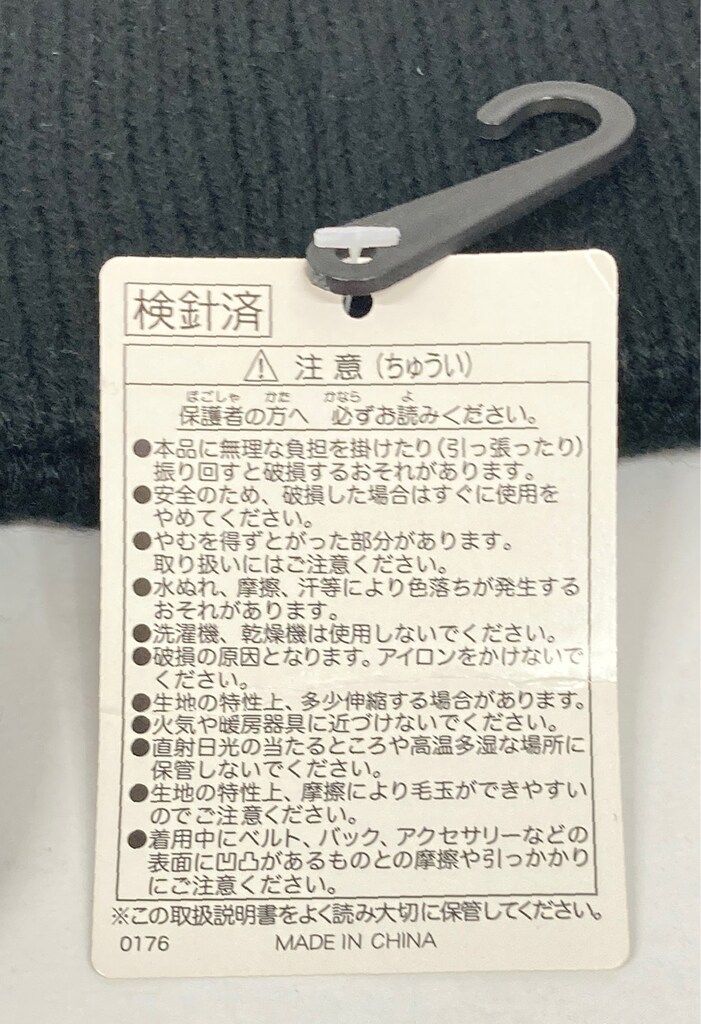 検針済
⚠ 注意(ちゅうい)
ほごしゃ かた かなら よ
保護者の方へ 必ずお読みください。
●本品に無理な負担を掛けたり(引っ張ったり)
振り回すと破損するおそれがあります。
●安全のため、破損した場合はすぐに使用を
やめてください。
●やむを得ずとがった部分があります。
取り扱いにはご注意ください。
●水ぬれ、摩擦、汗等により色落ちが発生する
おそれがあります。
●洗濯機、乾燥機は使用しないでください。
●破損の原因となります。アイロンをかけないで
ください。
●生地の特性上、多少伸縮する場合があります。
●火気や暖房器具に近づけないでください。
●直射日光の当たるところや高温多湿な場所に
保管しないでください。
●生地の特性上、摩擦により毛玉ができやすい
のでご注意ください。
●着用中にベルト、バック、アクセサリーなどの
表面に凹凸があるものとの摩擦や引っかかり
にご注意ください。
※この取扱説明書をよく読み大切に保管してください。
0176 MADE IN CHINA